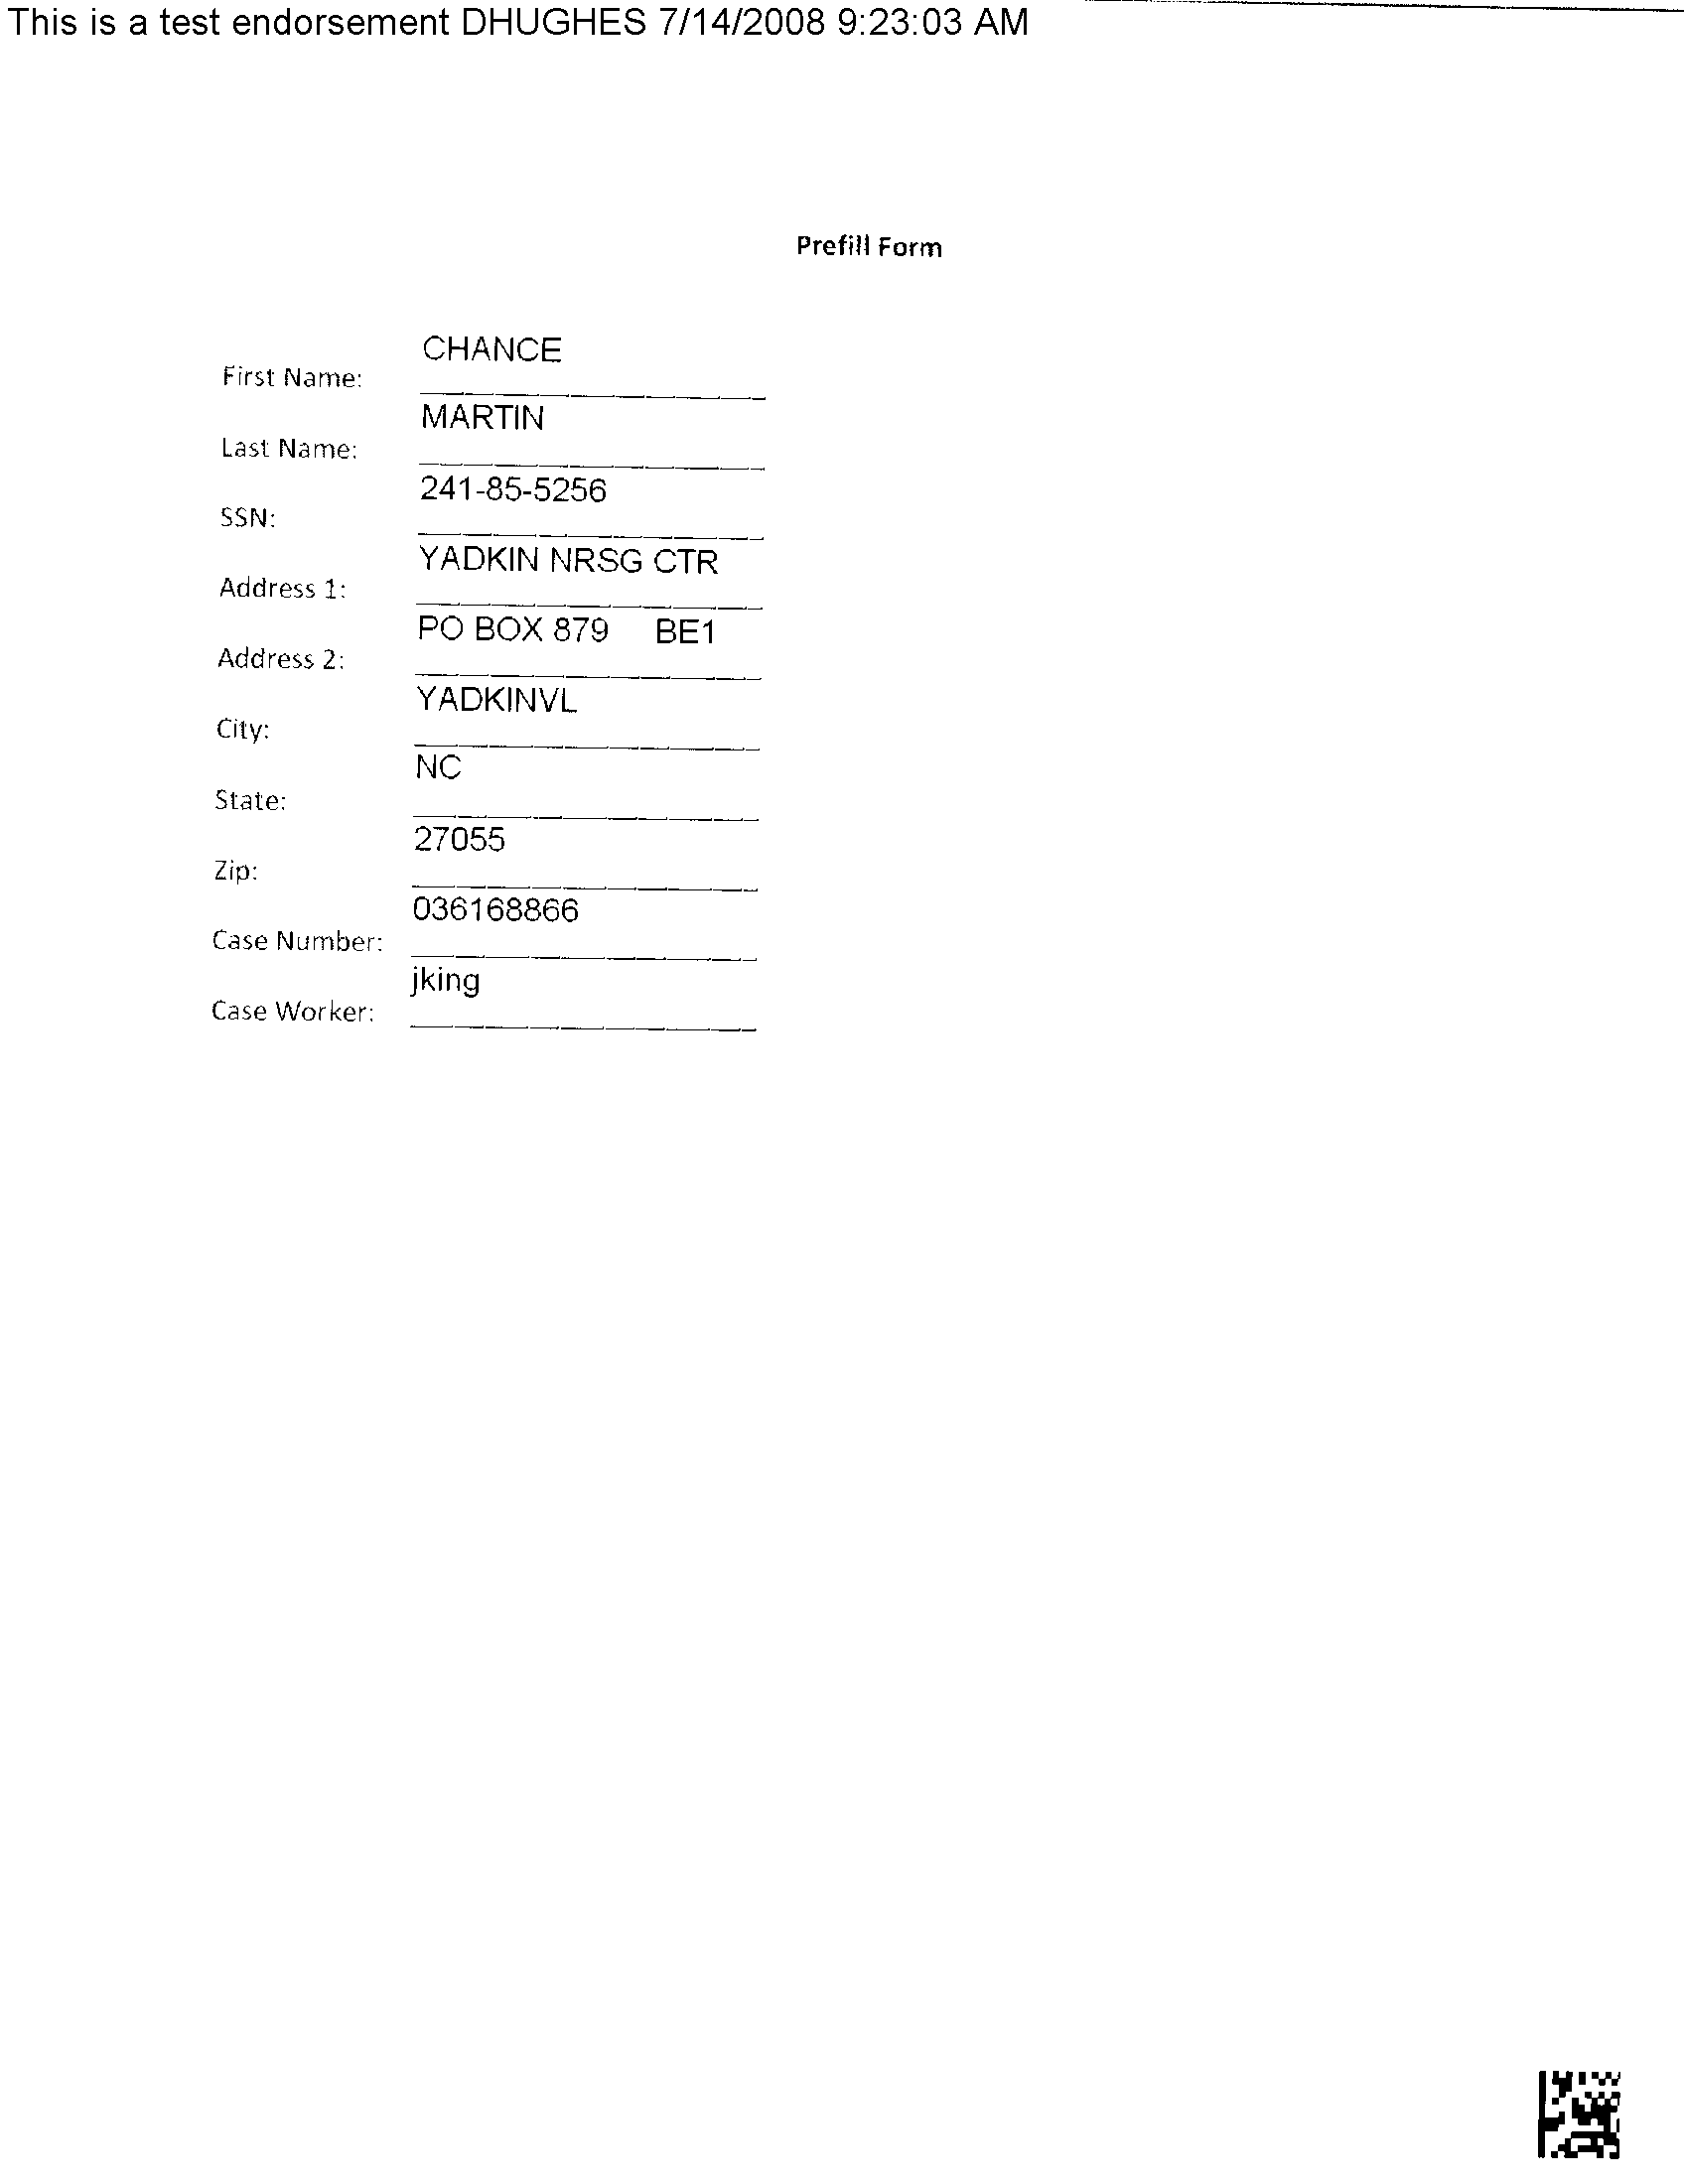 This is a test endorsement DHUGHES 7/14/2008 9:23:03 AM
Prefill Form
First Name: CHANCE
Last Name: MARTIN
SSN: 241-85-5256
Address 1: YADKIN NRSG CTR
Address 2: PO BOX 879 BE1
City: YADKINVL
State: NC
Zip: 27055
Case Number: 036168866
Case Worker: jking